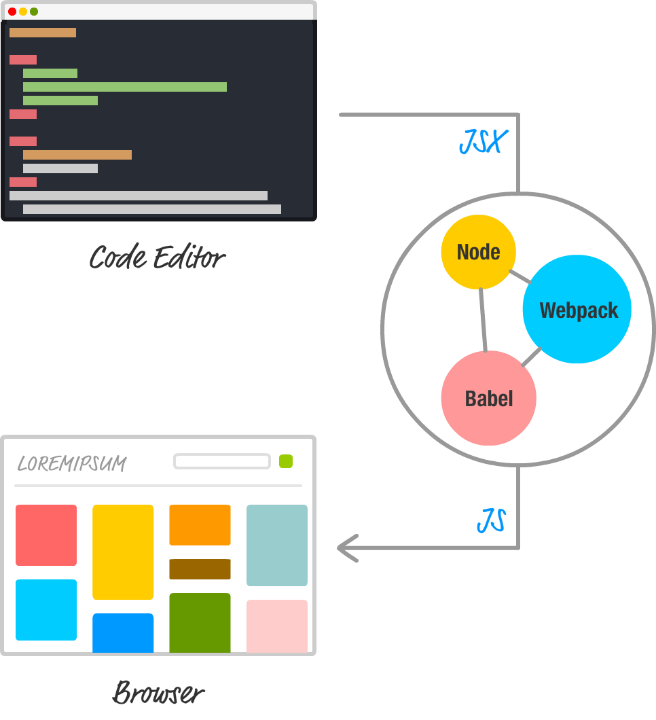 JSX
Code Editor
Node
Webpack
Babel
LOREMIPSUM
JS
Browser